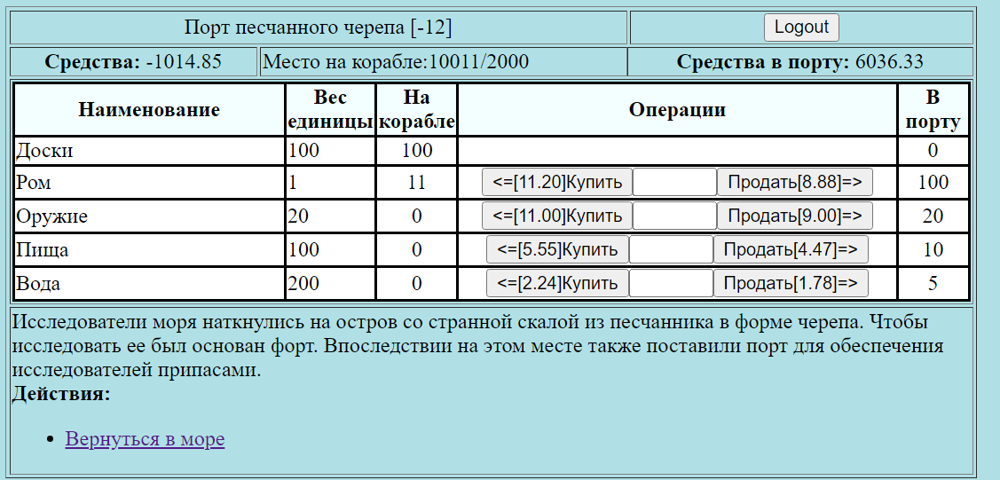 Порт песчанного черепа [-12] Logout
Средства: -1014.85 Место на корабле:10011/2000 Средства в порту: 6036.33
Наименование Вес единицы На корабле Операции В порту
Доски 100 100 0
Ром 1 11 <=[11.20]Купить Продать[8.88]=> 100
Оружие 20 0 <=[11.00]Купить Продать[9.00]=> 20
Пища 100 0 <=[5.55]Купить Продать[4.47]=> 10
Вода 200 0 <=[2.24]Купить Продать[1.78]=> 5
Исследователи моря наткнулись на остров со странной скалой из песчанника в форме черепа. Чтобы
исследовать ее был основан форт. Впоследствии на этом месте также поставили порт для обеспечения
исследователей припасами.
Действия:
• Вернуться в море